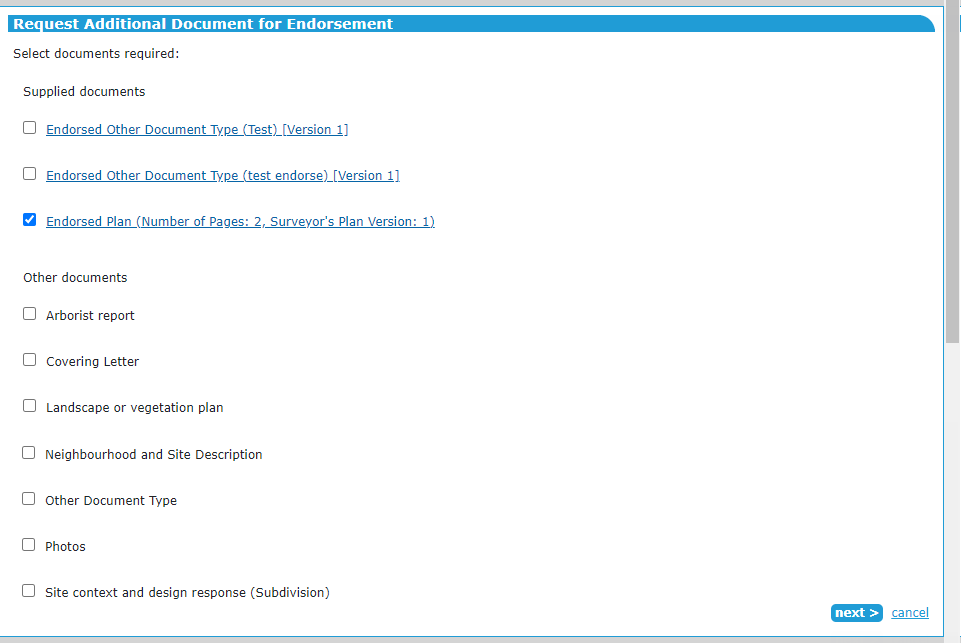 Request Additional Document for Endorsement
Select documents required:
Supplied documents
Endorsed Other Document Type (Test) [Version 1]
Endorsed Other Document Type (test endorse) [Version 1]
Endorsed Plan (Number of Pages: 2, Surveyor's Plan Version: 1)
Other documents
Arborist report
Covering Letter
Landscape or vegetation plan
Neighbourhood and Site Description
Other Document Type
Photos
Site context and design response (Subdivision)
next > cancel